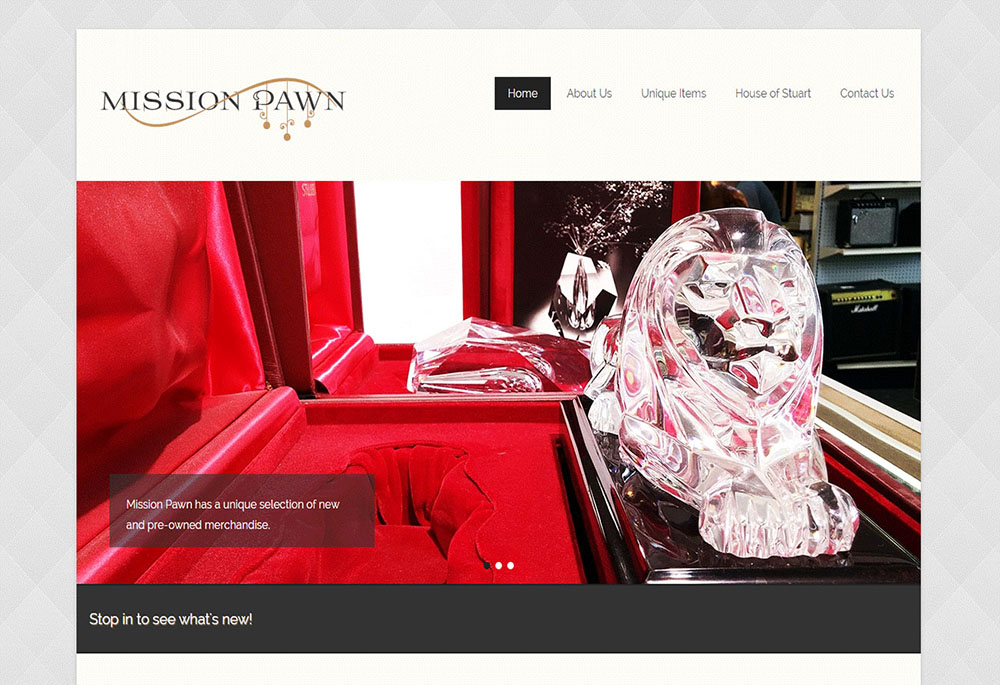 MISSION PAWN
Home
About Us
Unique Items
House of Stuart
Contact Us
Marshall
Mission Pawn has a unique selection of new
and pre-owned merchandise.
Stop in to see what's new!